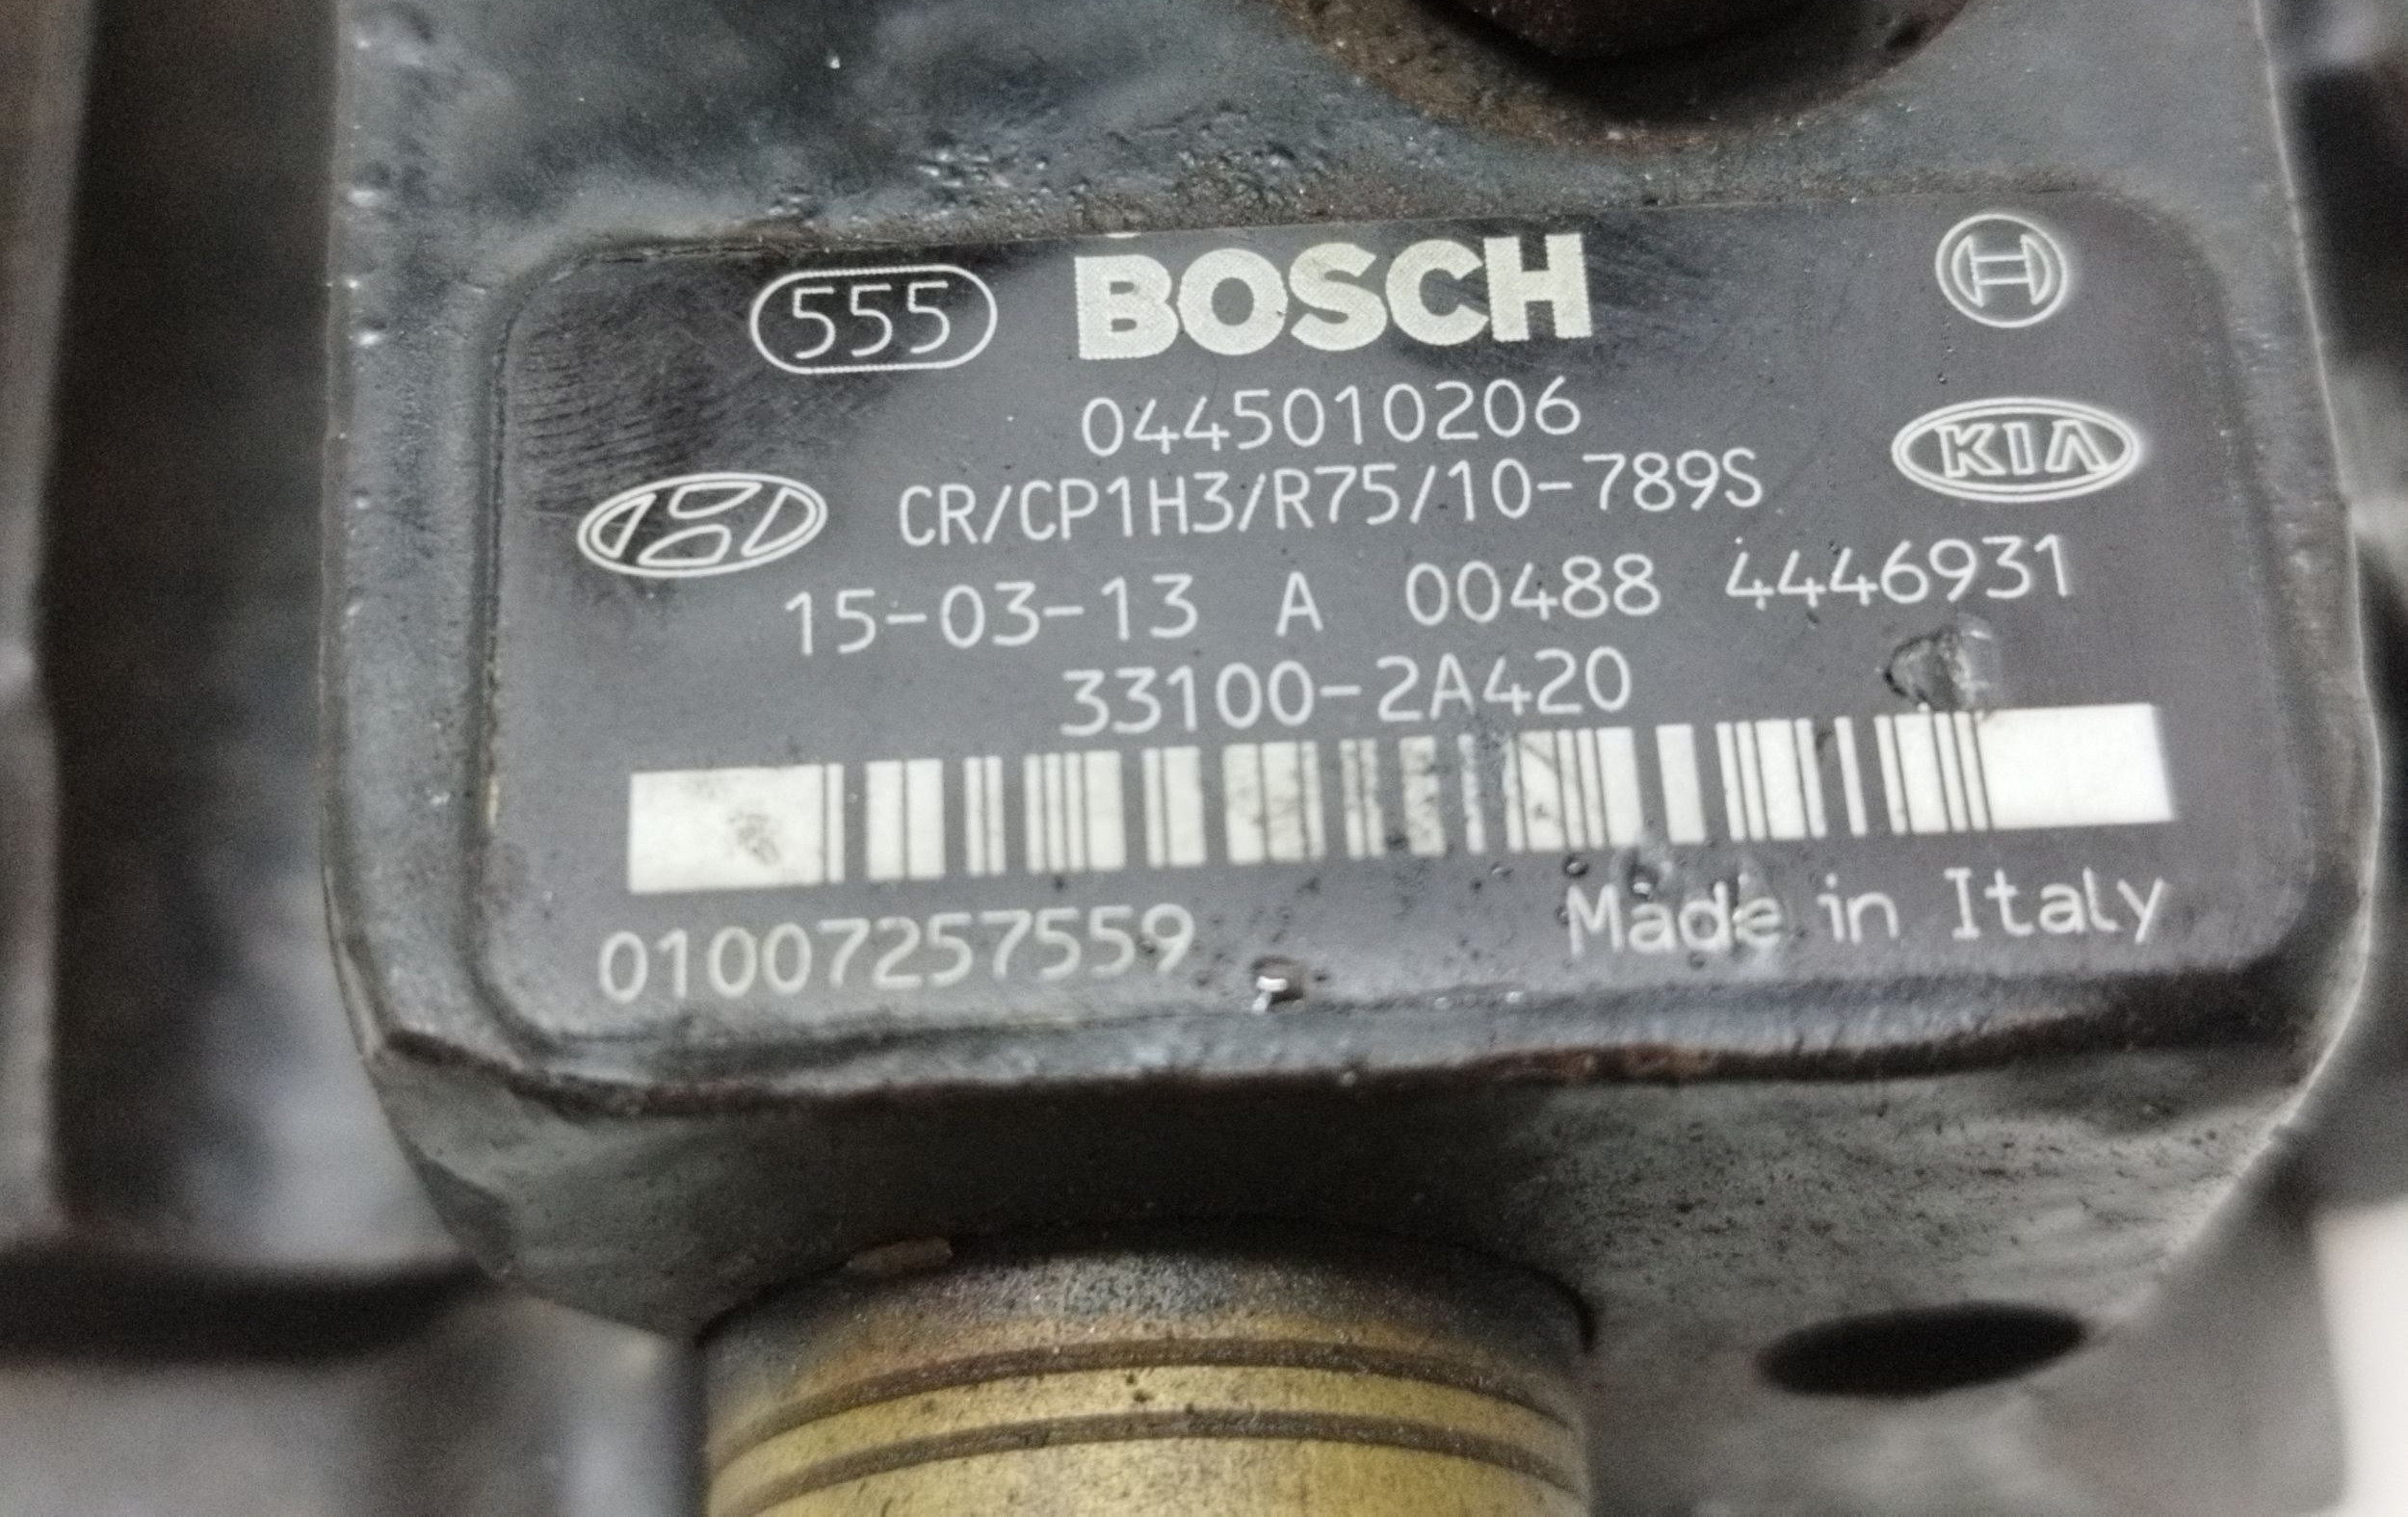 555 BOSCH
0445010206
KIA
CR/CP1H3/R75/10-789S
15-03-13 A 00488 4446931
33100-2A420
01007257559 Made in Italy